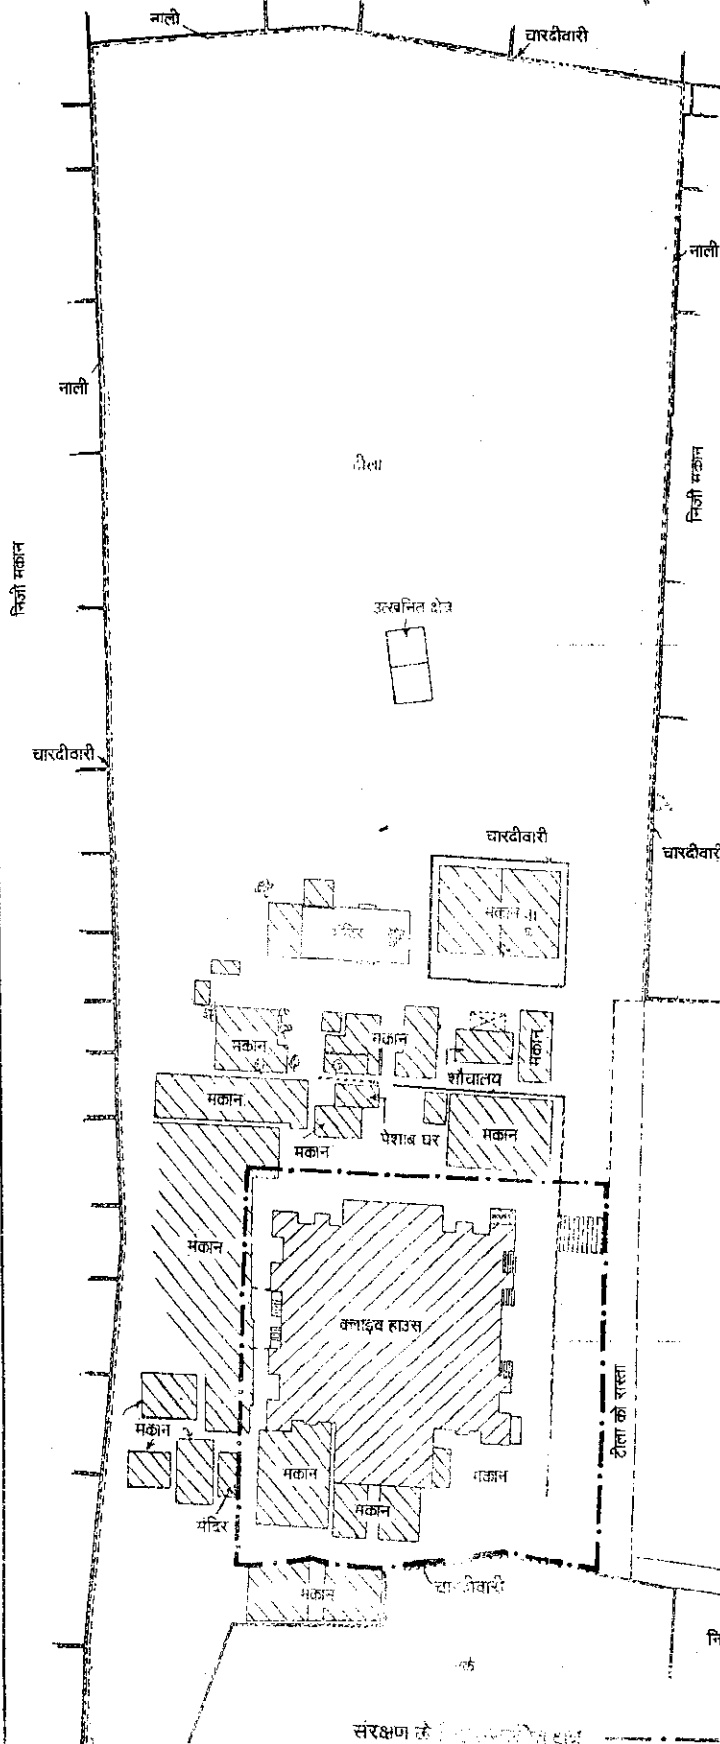 नाली
चारदीवारी
नाली
नाली
टीला
निजी मकान
निजी मकान
उत्खनित क्षेत्र
चारदीवारी
चारदीवारी
चारदीवारी
मकान
मंदिर
मकान
मकान
मकान
शौचालय
मकान
मकान
पेशाब घर
मकान
मकान
क्लाइव हाउस
टीला को रास्ता
मकान
मकान
मकान
मकान
मंदिर
चारदीवारी
मकान
संरक्षण के